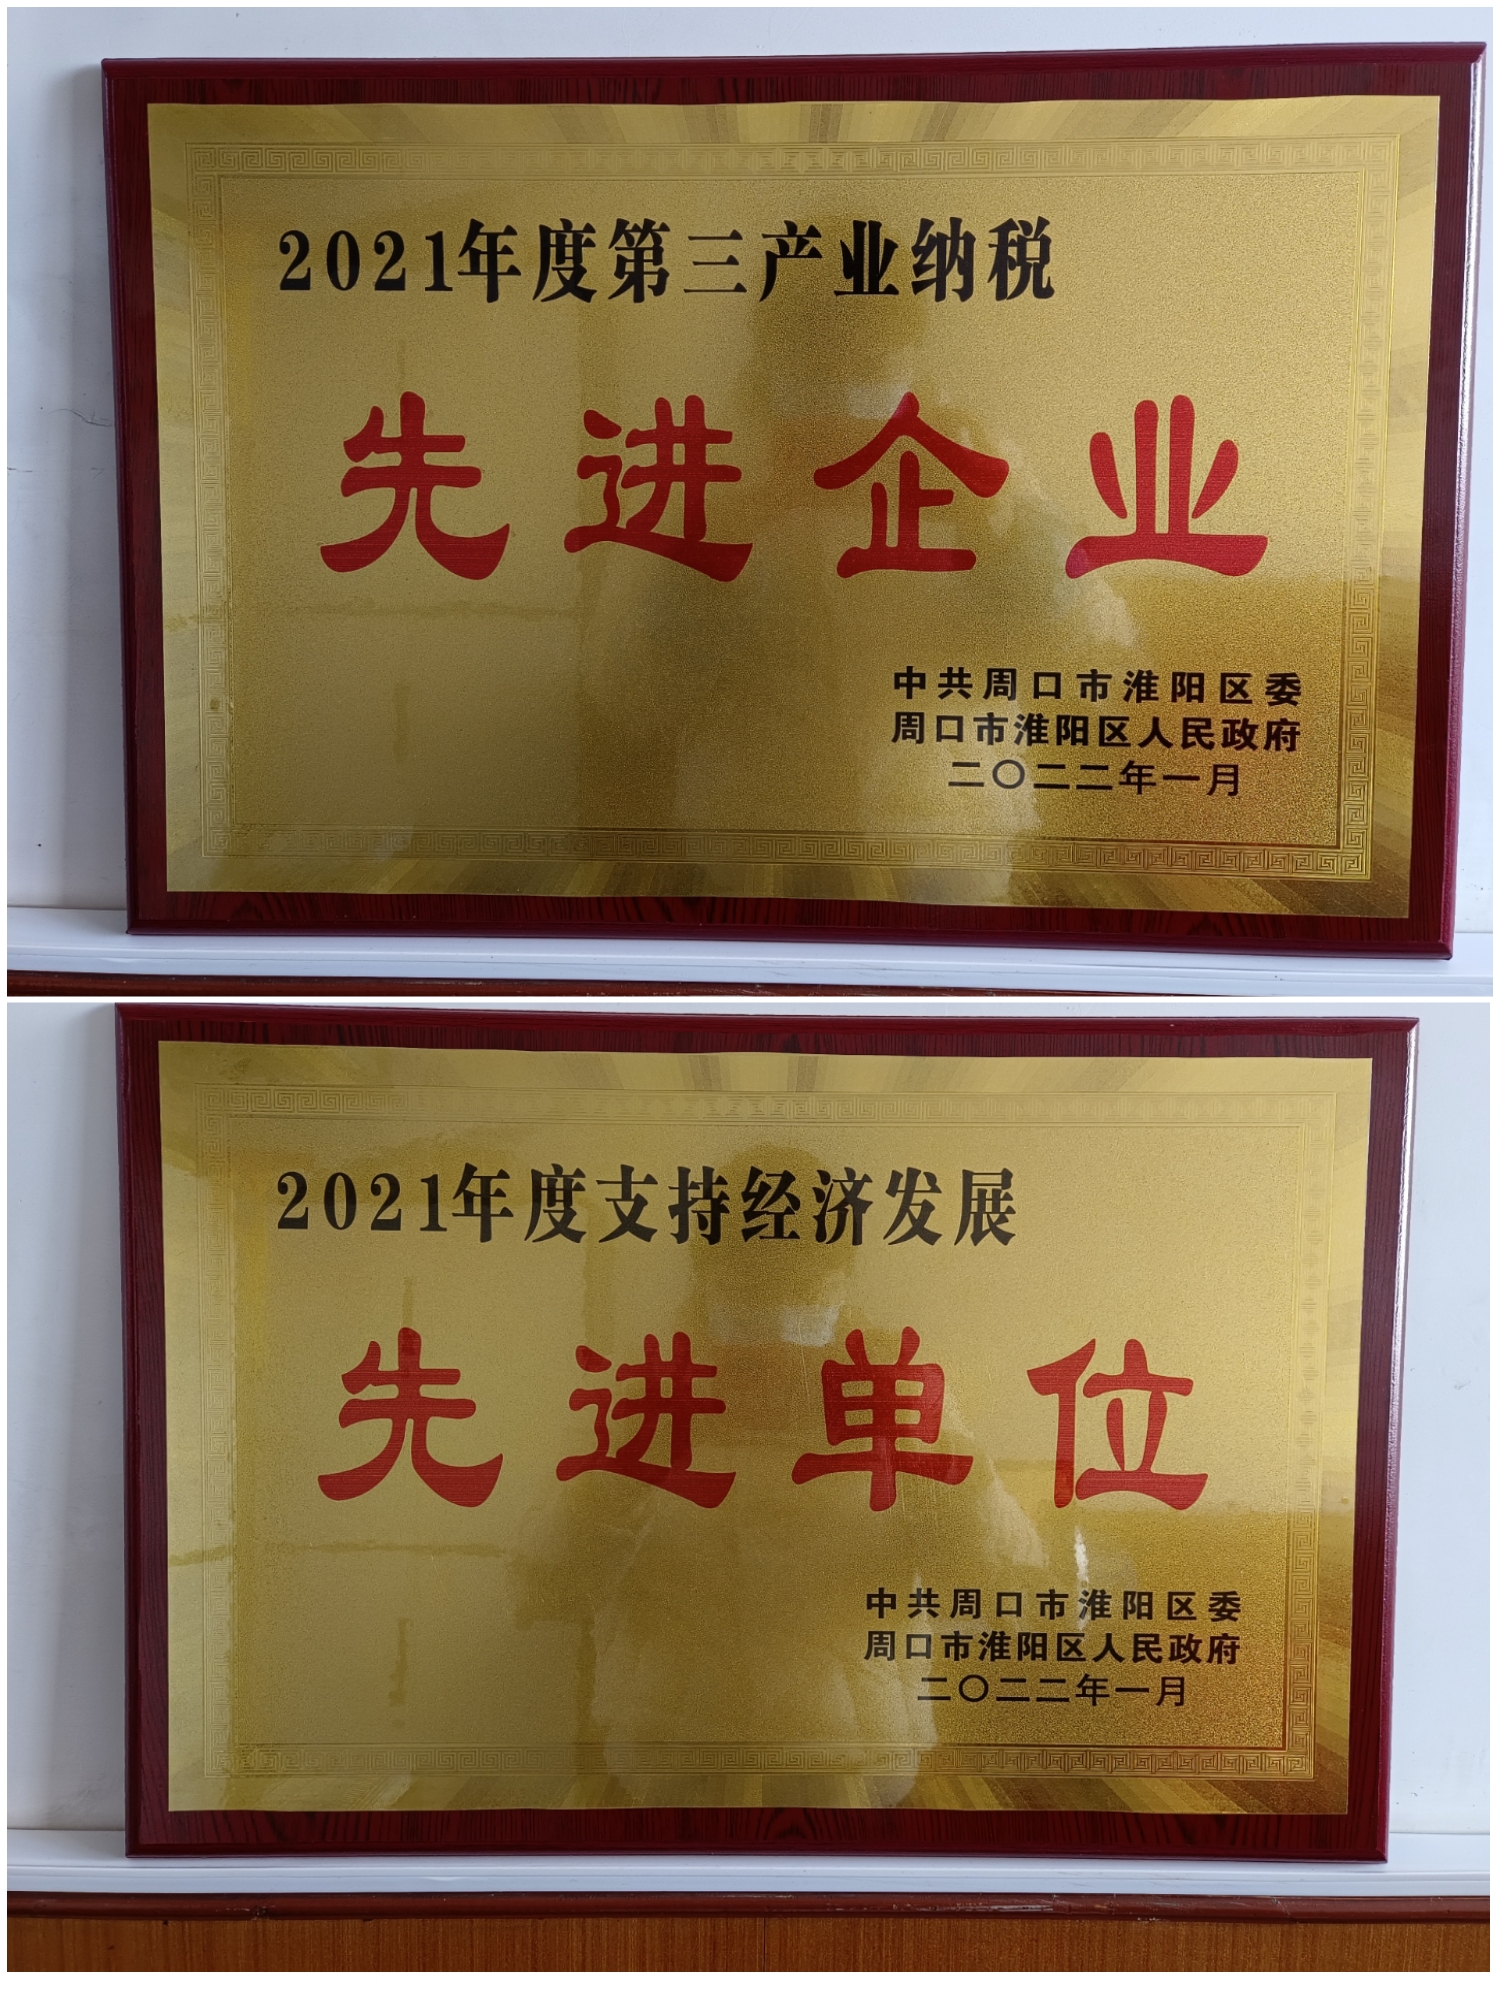 2021年度第三产业纳税
先进企业
中共周口市淮阳区委
周口市淮阳区人民政府
二〇二二年一月
2021年度支持经济发展
先进单位
中共周口市淮阳区委
周口市淮阳区人民政府
二〇二二年一月